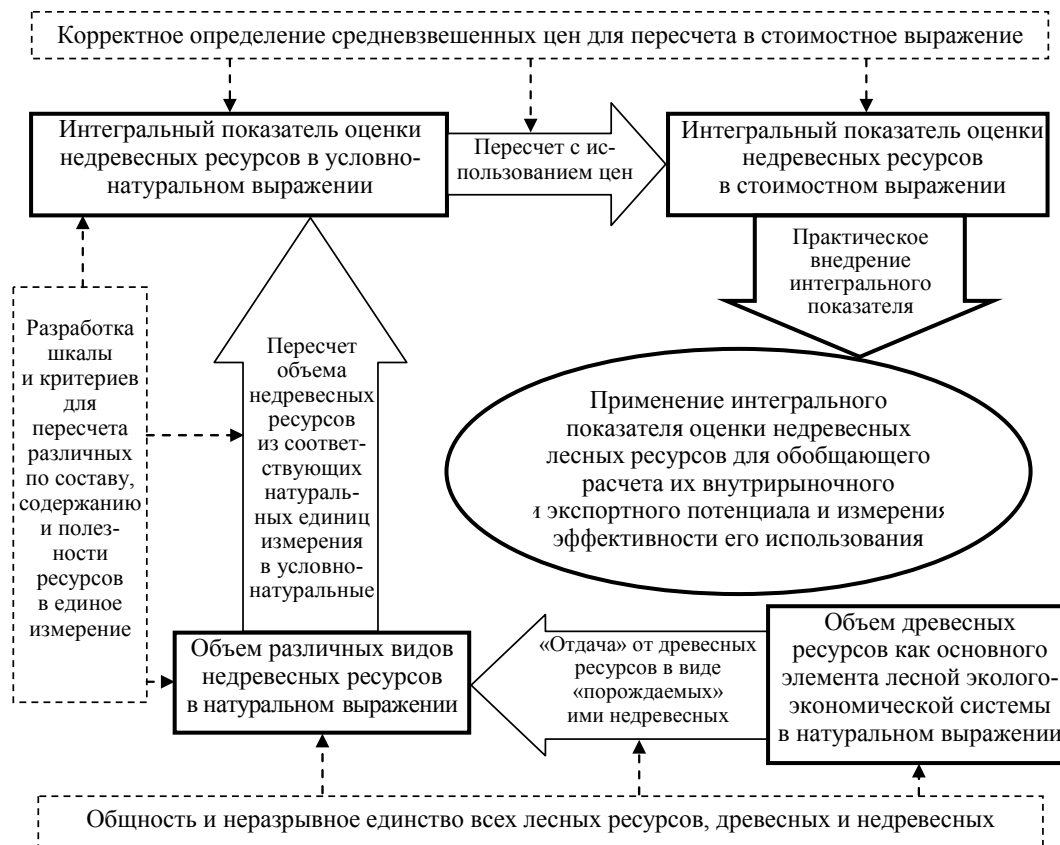 Корректное определение средневзвешенных цен для пересчета в стоимостное выражение
Интегральный показатель оценки
недревесных ресурсов в условно-
натуральном выражении
Пересчет с ис-
пользованием цен
Интегральный показатель оценки
недревесных ресурсов
в стоимостном выражении
Практическое
внедрение
интегрального
показателя
Разработка
шкалы
и критериев
для
пересчета
различных
по составу,
содержанию
и полез-
ности
ресурсов
в единое
измерение
Пересчет
объема
недревесных
ресурсов
из соответ-
ствующих
натураль-
ных единиц
измерения
в условно-
натуральные
Применение интегрального
показателя оценки недревесных
лесных ресурсов для обобщающего
расчета их внутрирыночного
и экспортного потенциала и измерения
эффективности его использования
Объем различных видов
недревесных ресурсов
в натуральном выражении
«Отдача» от древесных
ресурсов в виде
«порождаемых»
ими недревесных
Объем древесных
ресурсов как основного
элемента лесной эколого-
экономической системы
в натуральном выражении
Общность и неразрывное единство всех лесных ресурсов, древесных и недревесных